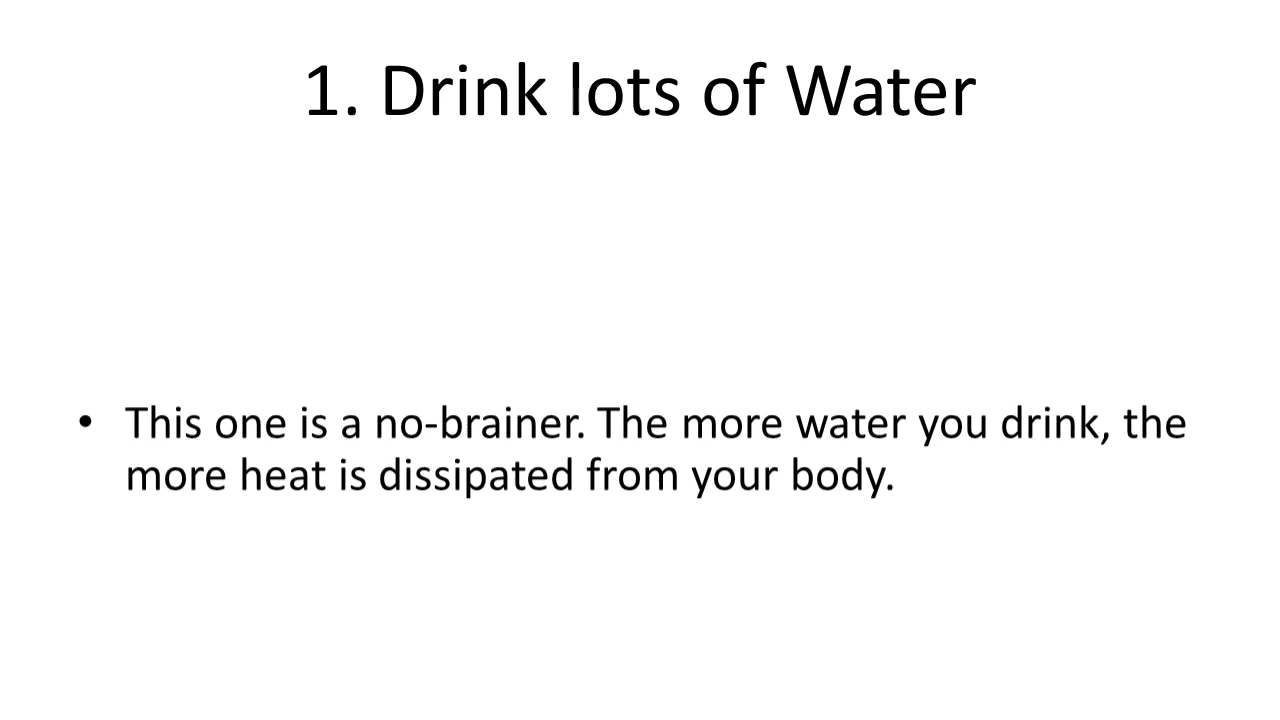 1. Drink lots of Water
• This one is a no-brainer. The more water you drink, the
more heat is dissipated from your body.